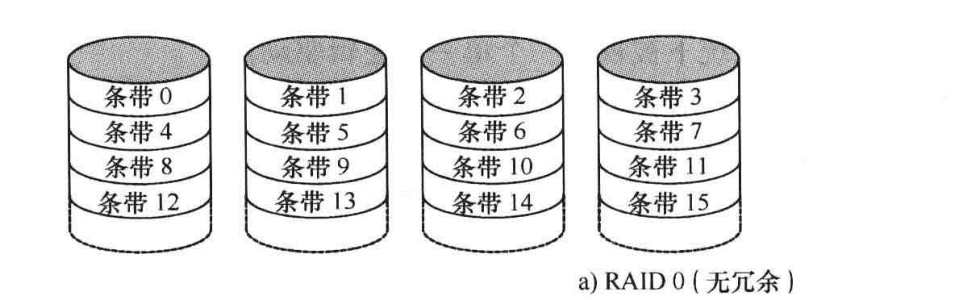 条带 0 条带 1 条带 2 条带 3
条带 4 条带 5 条带 6 条带 7
条带 8 条带 9 条带 10 条带 11
条带 12 条带 13 条带 14 条带 15
a) RAID 0 ( 无冗余 )